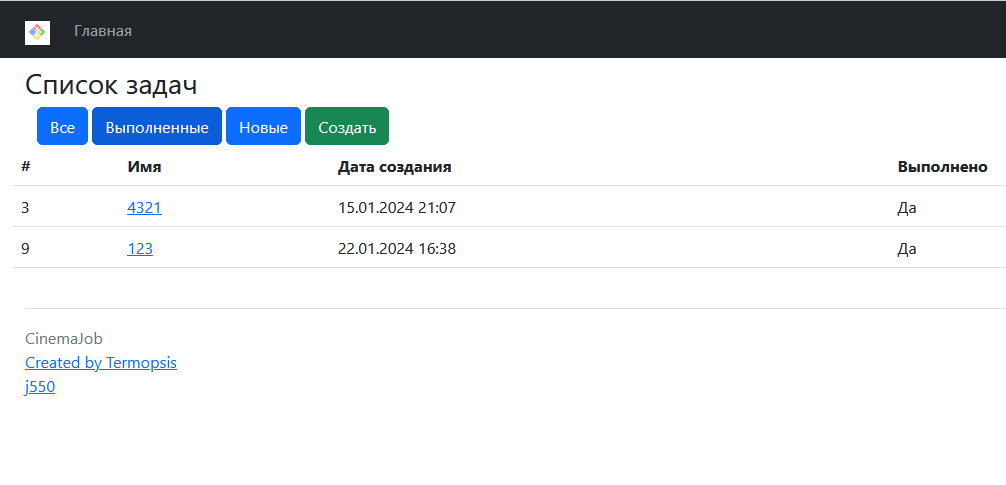 Главная
Список задач
Все Выполненные Новые Создать
# Имя Дата создания Выполнено
3 4321 15.01.2024 21:07 Да
9 123 22.01.2024 16:38 Да
CinemaJob
Created by Termopsis
j550